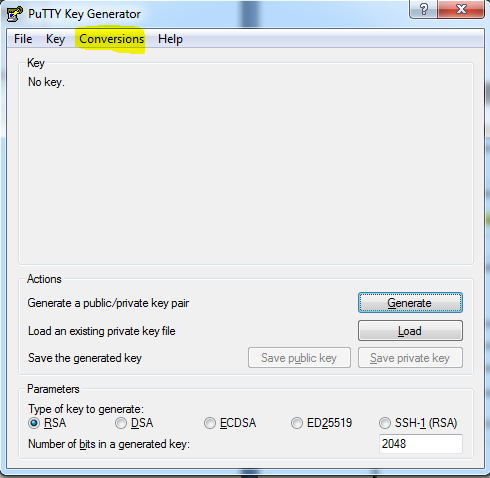 PuTTY Key Generator
File Key Conversions Help
Key
No key.
Actions
Generate a public/private key pair Generate
Load an existing private key file Load
Save the generated key Save public key Save private key
Parameters
Type of key to generate:
RSA DSA ECDSA ED25519 SSH-1 (RSA)
Number of bits in a generated key: 2048